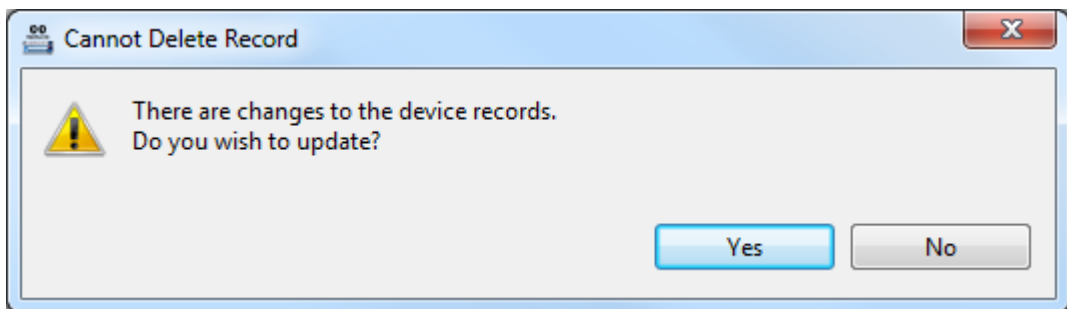 Cannot Delete Record
There are changes to the device records.
Do you wish to update?
Yes No